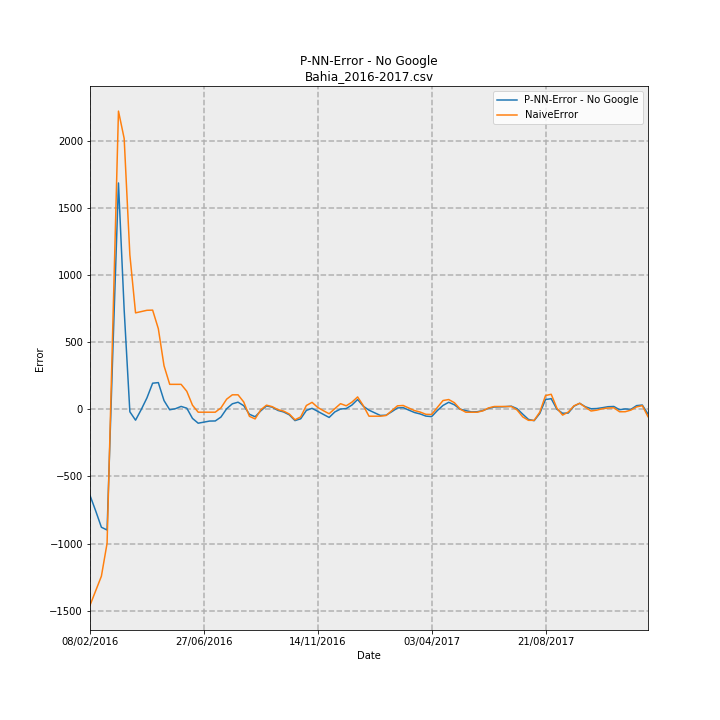 P-NN-Error - No Google
Bahia_2016-2017.csv
P-NN-Error - No Google
NaiveError
2000
1500
1000
500
0
−500
−1000
−1500
Error
08/02/2016
27/06/2016
14/11/2016
03/04/2017
21/08/2017
Date